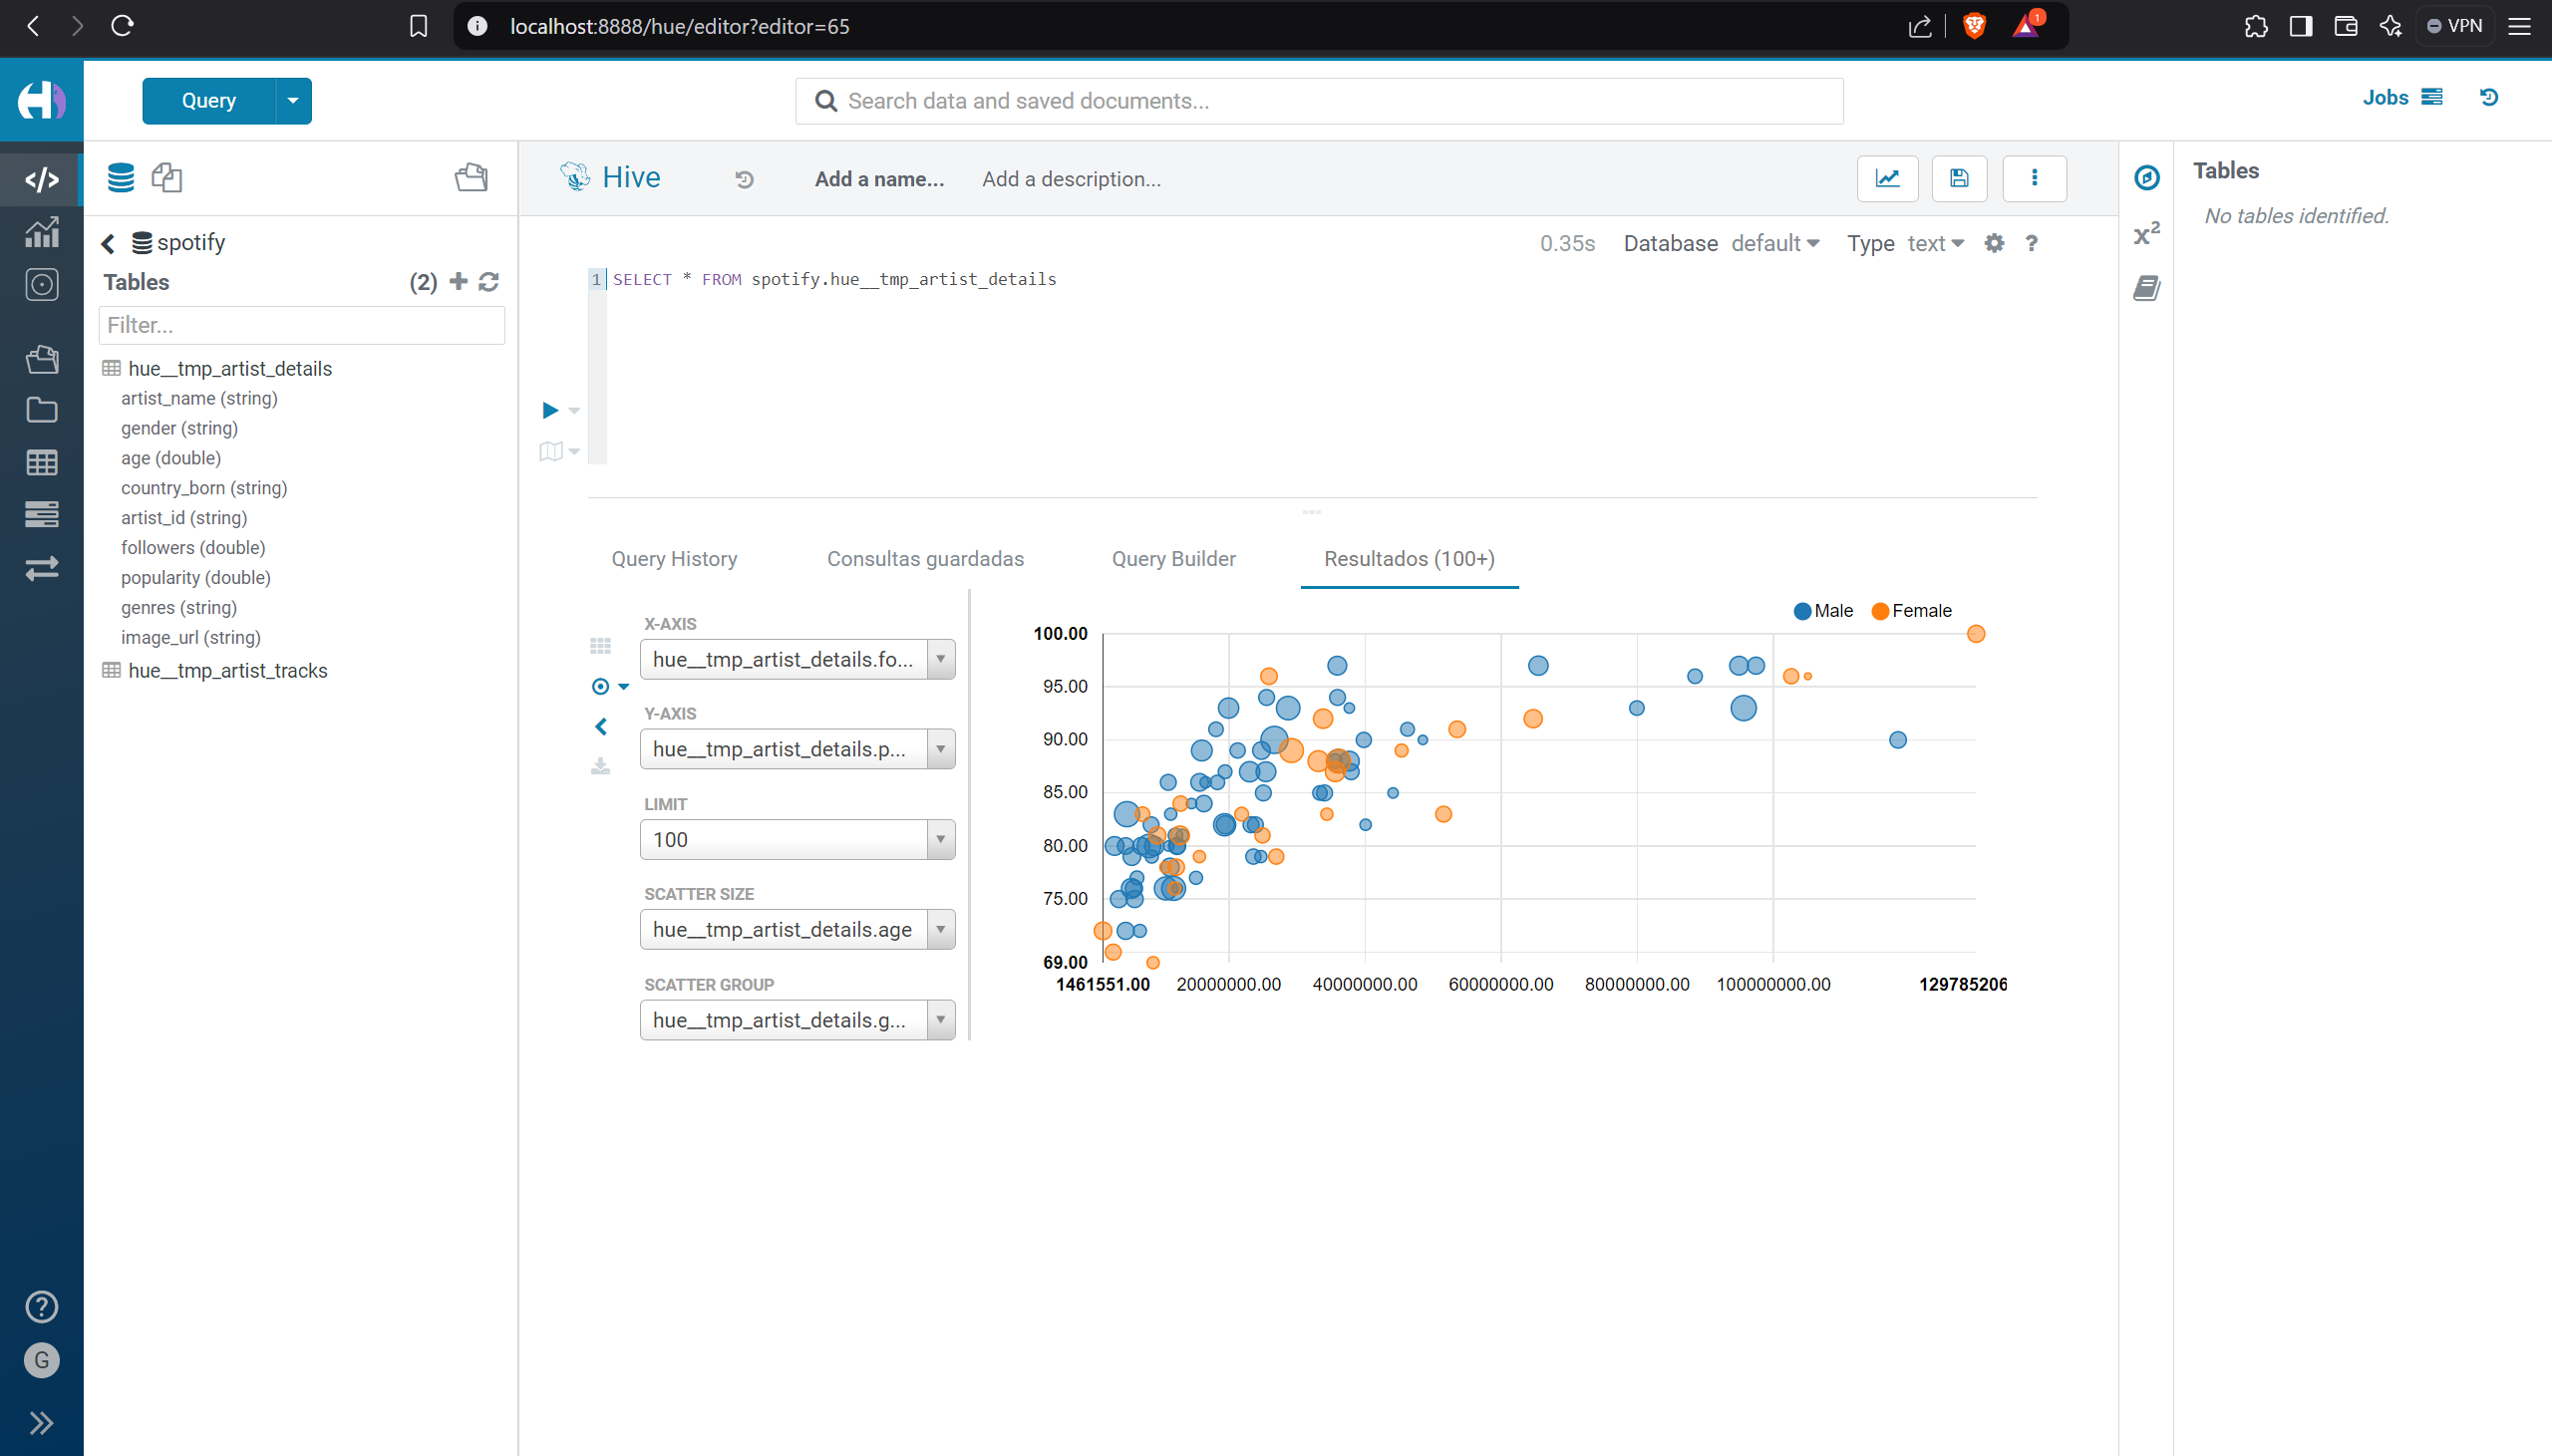 localhost:8888/hue/editor?editor=65
1
VPN
Query
Search data and saved documents...
Jobs
spotify
Tables
(2)
Filter...
hue__tmp_artist_details
artist_name (string)
gender (string)
age (double)
country_born (string)
artist_id (string)
followers (double)
popularity (double)
genres (string)
image_url (string)
hue__tmp_artist_tracks
G
Hive
Add a name...
Add a description...
0.35s
Database default
Type text
?
1 SELECT * FROM spotify.hue__tmp_artist_details
Query History
Consultas guardadas
Query Builder
Resultados (100+)
X-AXIS
hue__tmp_artist_details.fo...
Y-AXIS
hue__tmp_artist_details.p...
LIMIT
100
SCATTER SIZE
hue__tmp_artist_details.age
SCATTER GROUP
hue__tmp_artist_details.g...
Male
Female
100.00
95.00
90.00
85.00
80.00
75.00
69.00
1461551.00
20000000.00
40000000.00
60000000.00
80000000.00
100000000.00
129785206
x²
Tables
No tables identified.